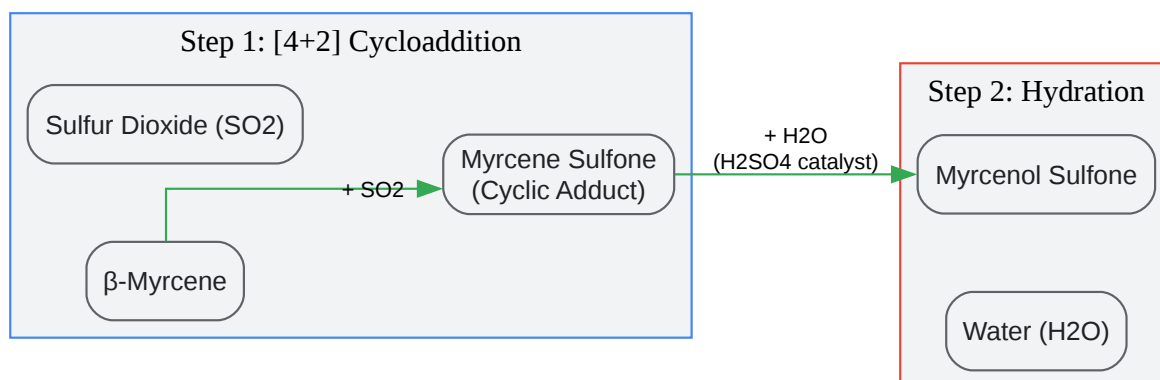 Step 1: [4+2] Cycloaddition
Sulfur Dioxide (SO2)
+ SO2
Myrcene Sulfone
(Cyclic Adduct)
β-Myrcene
+ H2O
(H2SO4 catalyst)
Step 2: Hydration
Myrcenol Sulfone
Water (H2O)